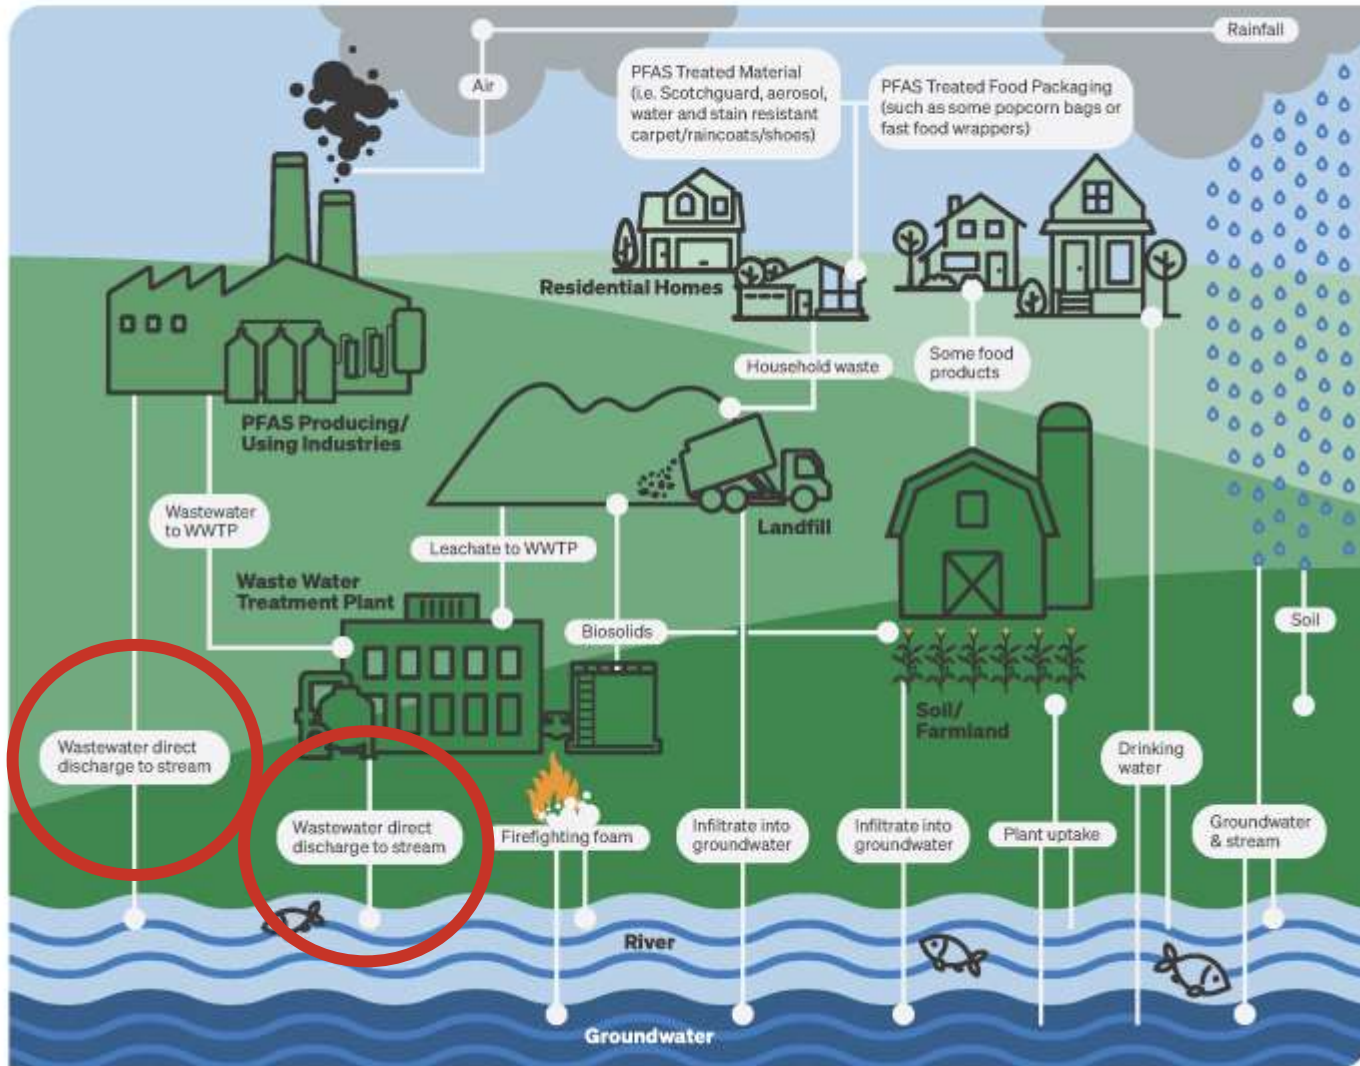 Rainfall
Air
PFAS Treated Material
(i.e. Scotchguard, aerosol,
water and stain resistant
carpet/raincoats/shoes)
PFAS Treated Food Packaging
(such as some popcorn bags or
fast food wrappers)
Residential Homes
Household waste
Some food
products
PFAS Producing/
Using Industries
Wastewater
to WWTP
Landfill
Leachate to WWTP
Waste Water
Treatment Plant
Biosolids
Soil
Soil/
Farmland
Wastewater direct
discharge to stream
Drinking
water
Wastewater direct
discharge to stream
Firefighting foam
Infiltrate into
groundwater
Infiltrate into
groundwater
Plant uptake
Groundwater
& stream
River
Groundwater